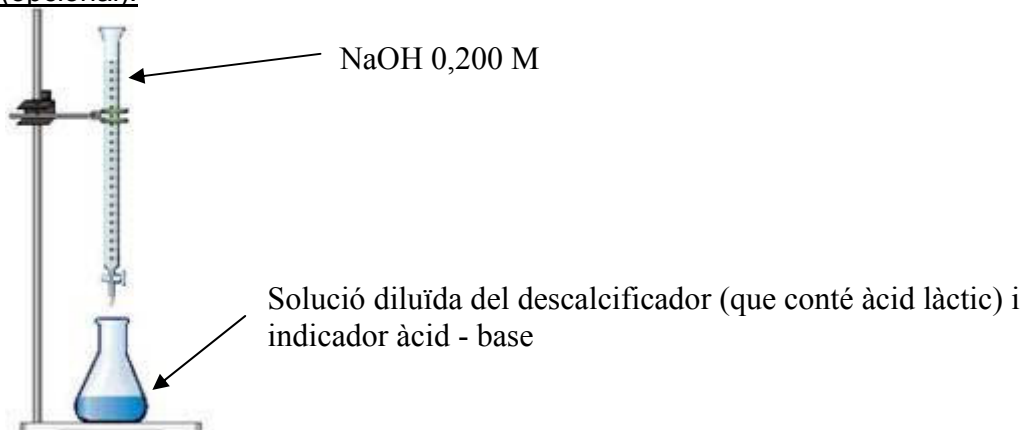 (opcional):
NaOH 0,200 M
Solució diluïda del descalcificador (que conté àcid làctic) i
indicador àcid - base